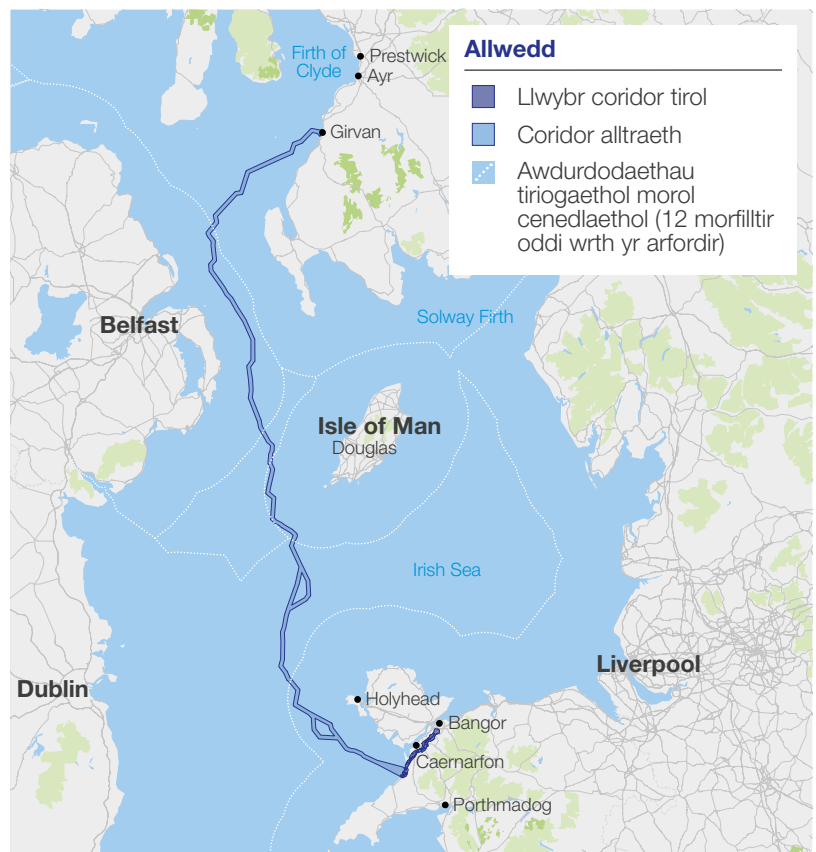 Firth of
Clyde
Prestwick
Ayr
Girvan
Allwedd
Llwybr coridor tirol
Coridor alltraeth
Awdurdodaethau
tiriogaethol morol
cenedlaethol (12 morfilltir
oddi wrth yr arfordir)
Solway Firth
Belfast
Isle of Man
Douglas
Irish Sea
Liverpool
Dublin
Holyhead
Bangor
Caernarfon
Porthmadog